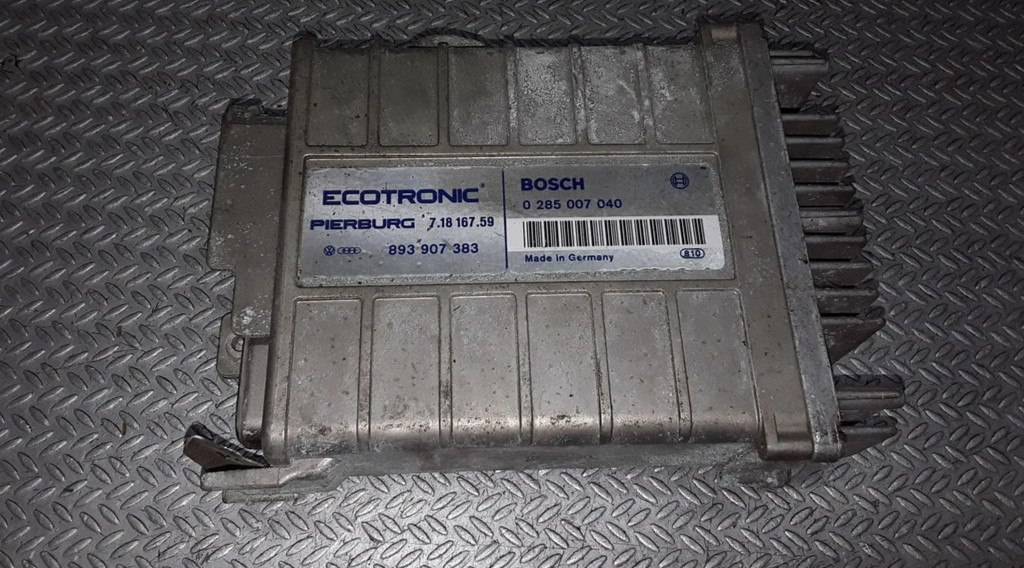 ECOTRONIC®
PIERBURG 7.18 167.59
893 907 383
BOSCH
0 285 007 040
Made in Germany
810